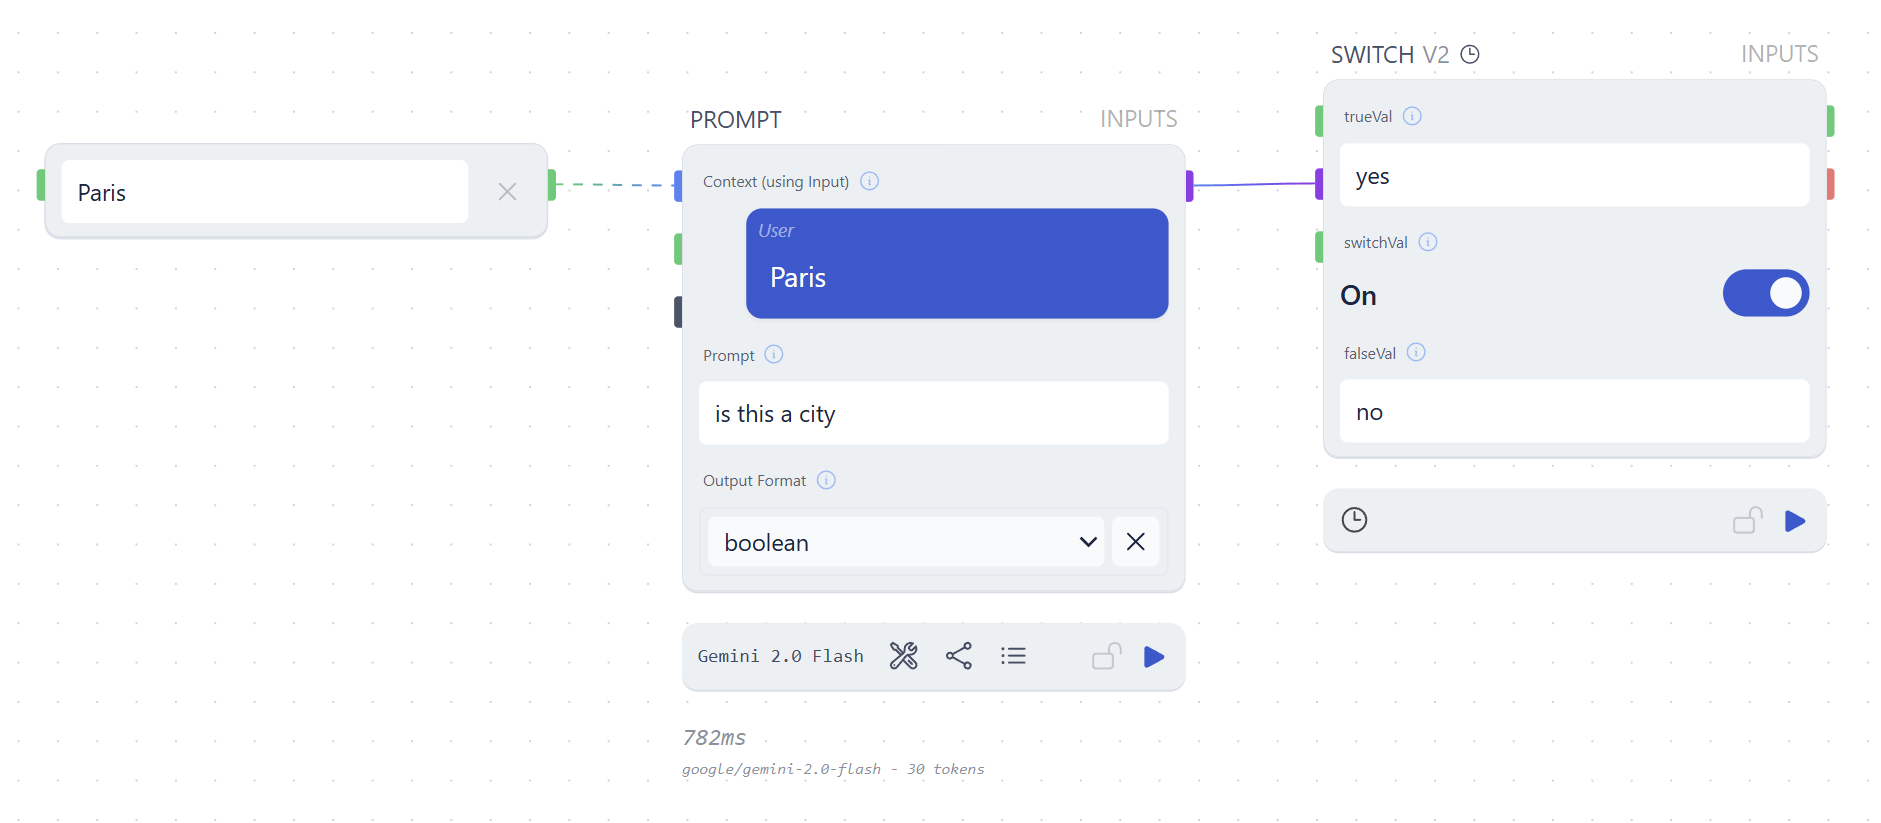 Paris
PROMPT INPUTS
Context (using Input)
User
Paris
Prompt
is this a city
Output Format
boolean
Gemini 2.0 Flash
782ms
google/gemini-2.0-flash - 30 tokens
SWITCH V2 INPUTS
trueVal
yes
switchVal
On
falseVal
no